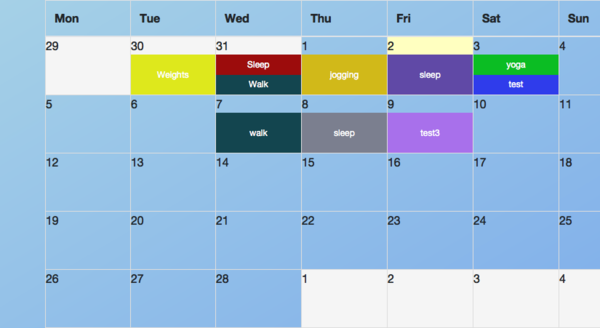 Mon Tue Wed Thu Fri Sat Sun
29 30 31 1 2 3 4
Weights Sleep jogging sleep yoga
Walk test
5 6 7 8 9 10 11
walk sleep test3
12 13 14 15 16 17 18
19 20 21 22 23 24 25
26 27 28 1 2 3 4